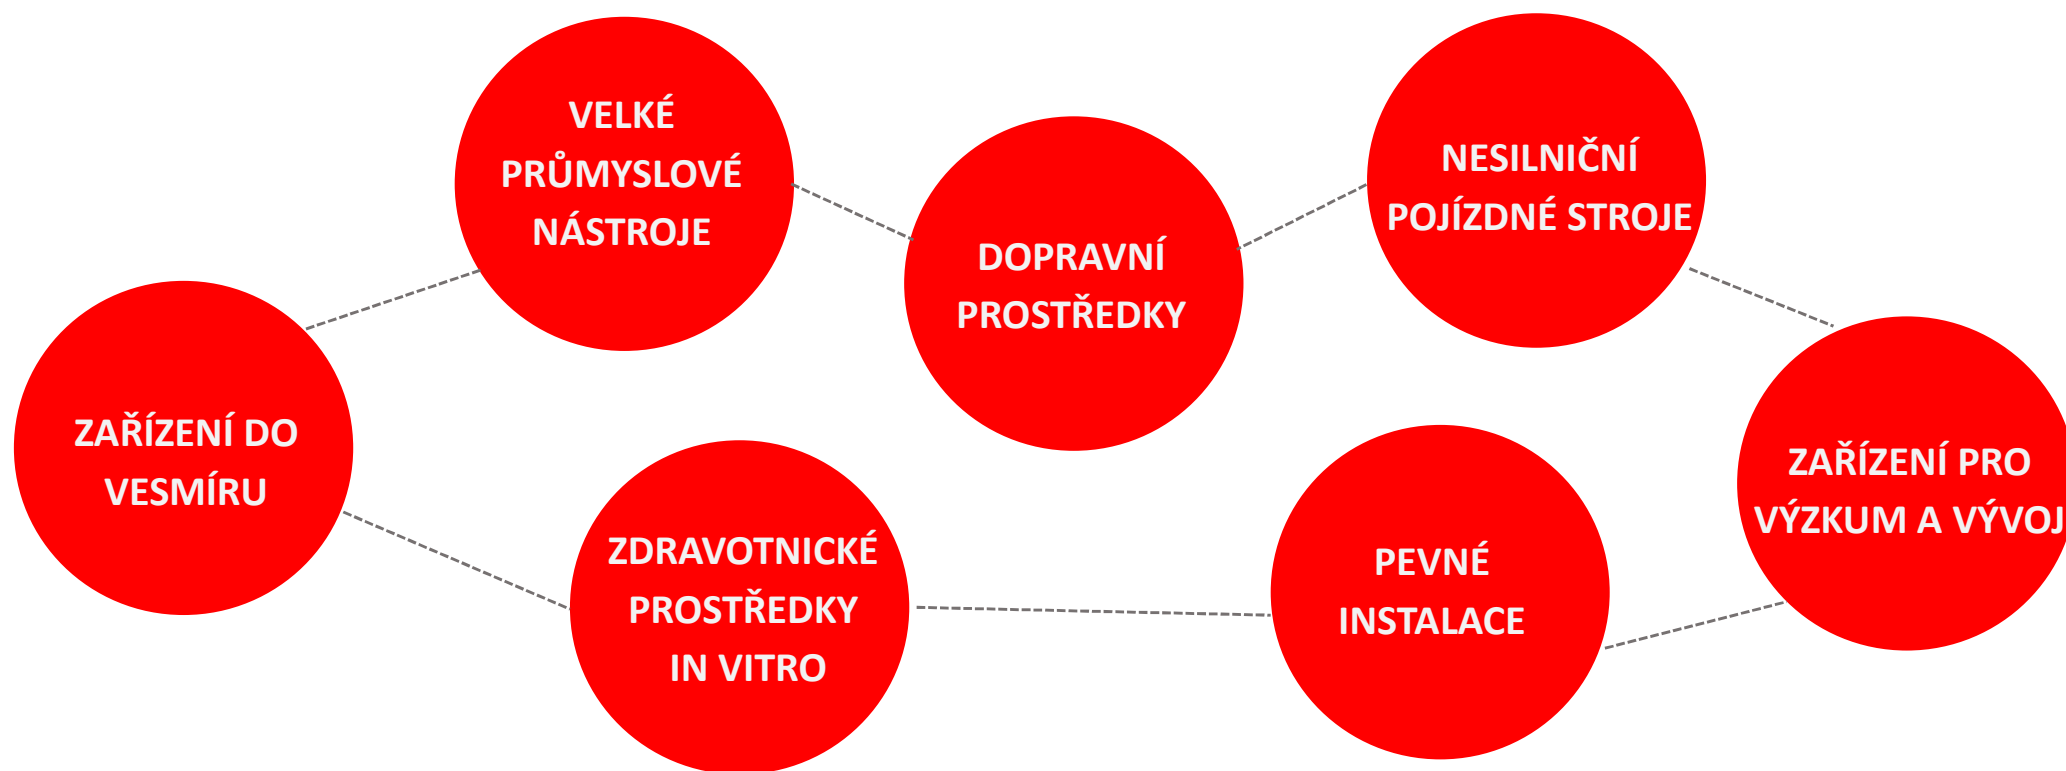 VELKÉ
PRŮMYSLOVÉ
NÁSTROJE
DOPRAVNÍ
PROSTŘEDKY
NESILNIČNÍ
POJÍZDNÉ STROJE
ZAŘÍZENÍ DO
VESMÍRU
ZDRAVOTNICKÉ
PROSTŘEDKY
IN VITRO
PEVNÉ
INSTALACE
ZAŘÍZENÍ PRO
VÝZKUM A VÝVOJ